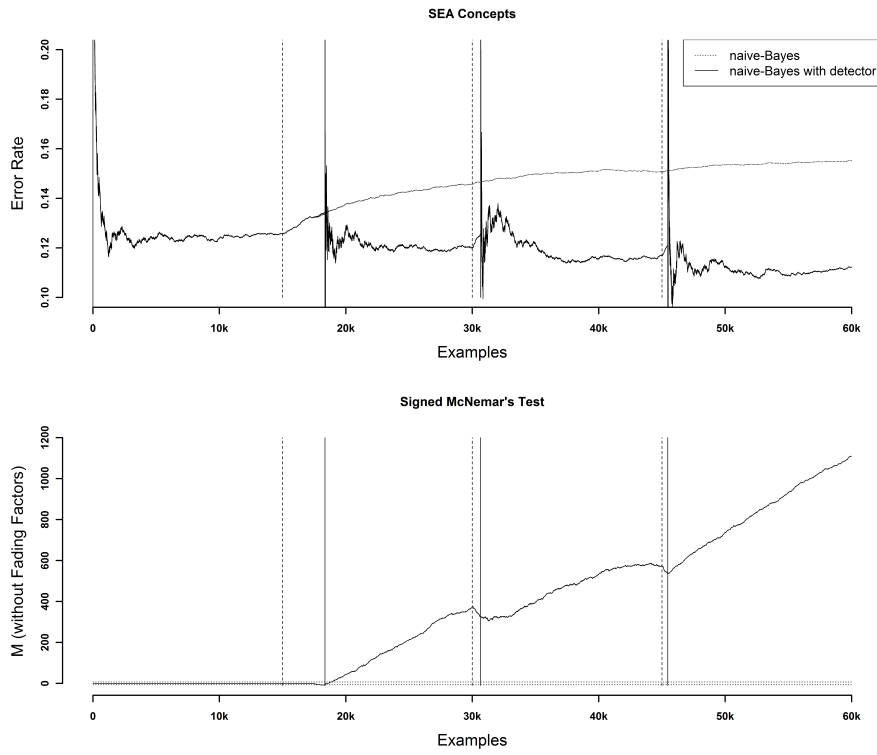 SEA Concepts
naive-Bayes
naive-Bayes with detector
Error Rate
0.20
0.18
0.16
0.14
0.12
0.10
0 10k 20k 30k 40k 50k 60k
Examples
Signed McNemar's Test
M (without Fading Factors)
1200
1000
800
600
400
200
0
0 10k 20k 30k 40k 50k 60k
Examples